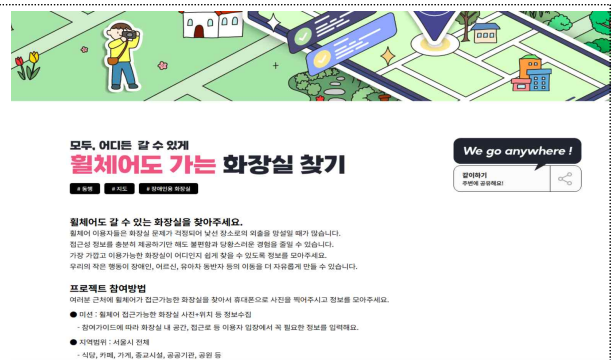 모두, 어디든 갈 수 있게
휠체어도 가는 화장실 찾기
# 동행 # 지도 # 장애인용 화장실
We go anywhere !
같이하기
주변에 공유해요!
휠체어도 갈 수 있는 화장실을 찾아주세요.
휠체어 이용자들은 화장실 문제가 걱정되어 낯선 장소로의 외출을 망설일 때가 많습니다.
접근성 정보를 충분히 제공하기만 해도 불편함과 당황스러운 경험을 줄일 수 있습니다.
가장 가깝고 이용가능한 화장실이 어디인지 쉽게 찾을 수 있도록 정보를 모아주세요.
우리의 작은 행동이 장애인, 어르신, 유아차 동반자 등의 이동을 더 자유롭게 만들 수 있습니다.
프로젝트 참여방법
여러분 근처에 휠체어가 접근가능한 화장실을 찾아서 휴대폰으로 사진을 찍어주시고 정보를 모아주세요.
● 미션 : 휠체어 접근가능한 화장실 사진+위치 등 정보수집
- 참여가이드에 따라 화장실 내 공간, 접근로 등 이용자 입장에서 꼭 필요한 정보를 입력해요.
● 지역범위 : 서울시 전체
- 식당, 카페, 가게, 종교시설, 공공기관, 공원 등